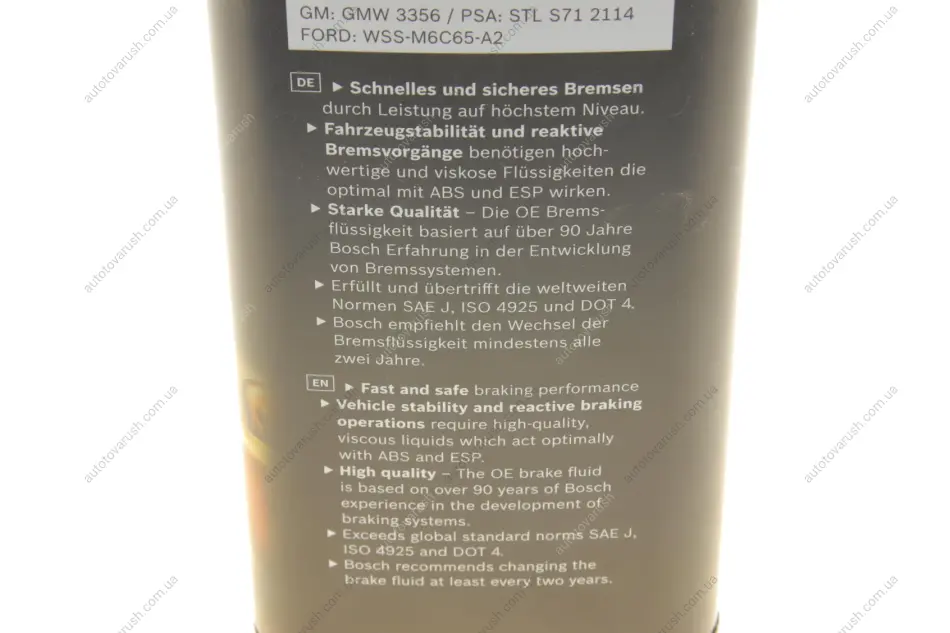 GM: GMW 3356 / PSA: STL S71 2114
FORD: WSS-M6C65-A2
DE ▶ Schnelles und sicheres Bremsen
durch Leistung auf höchstem Niveau.
▶ Fahrzeugstabilität und reaktive
Bremsvorgänge benötigen hoch-
wertige und viskose Flüssigkeiten die
optimal mit ABS und ESP wirken.
▶ Starke Qualität – Die OE Brems-
flüssigkeit basiert auf über 90 Jahre
Bosch Erfahrung in der Entwicklung
von Bremssystemen.
▶ Erfüllt und übertrifft die weltweiten
Normen SAE J, ISO 4925 und DOT 4.
▶ Bosch empfiehlt den Wechsel der
Bremsflüssigkeit mindestens alle
zwei Jahre.
EN ▶ Fast and safe braking performance
▶ Vehicle stability and reactive braking
operations require high-quality,
viscous liquids which act optimally
with ABS and ESP.
▶ High quality – The OE brake fluid
is based on over 90 years of Bosch
experience in the development of
braking systems.
▶ Exceeds global standard norms SAE J,
ISO 4925 and DOT 4.
▶ Bosch recommends changing the
brake fluid at least every two years.
autotovarush.com.ua